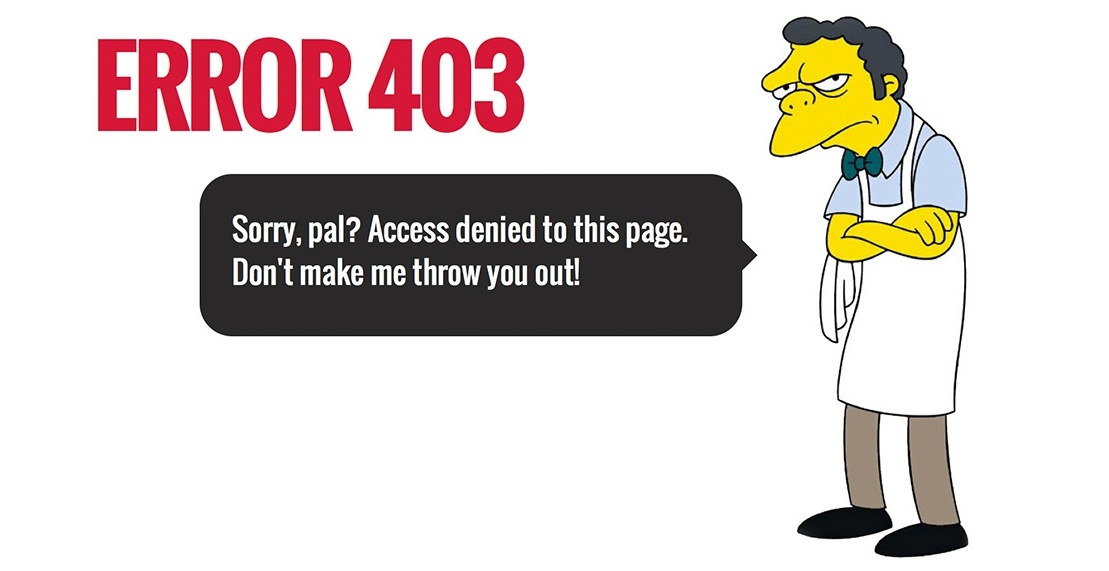 ERROR 403
Sorry, pal? Access denied to this page.
Don't make me throw you out!